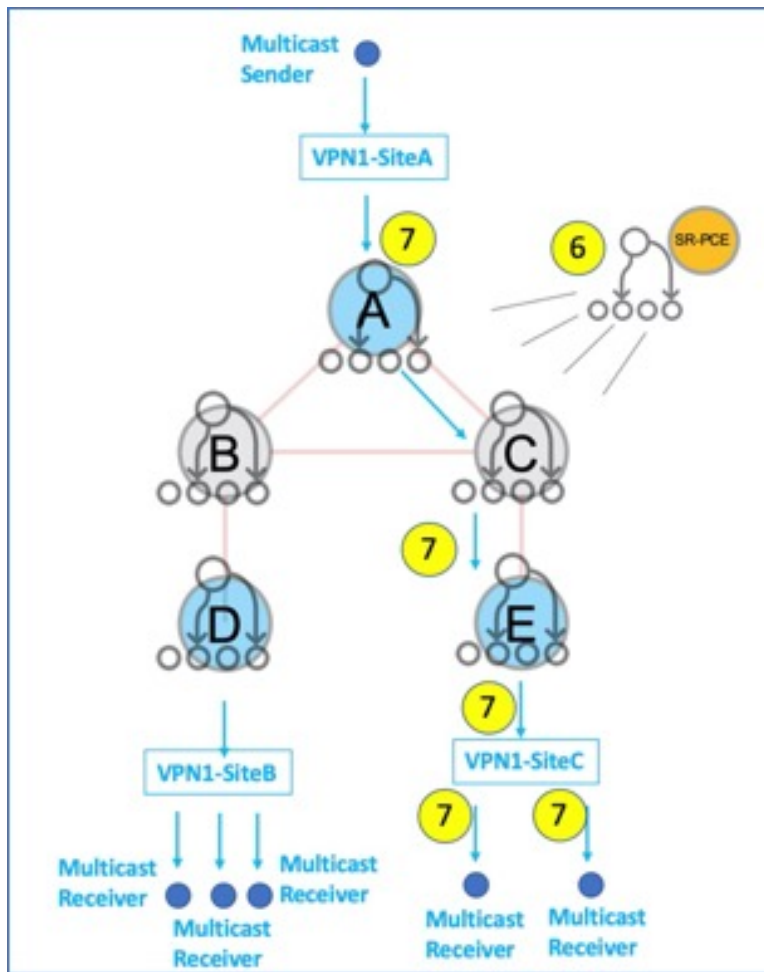 Multicast
Sender
VPN1-SiteA
7
6
SR-PCE
A
B
C
7
D
E
7
VPN1-SiteB
VPN1-SiteC
7
7
Multicast
Receiver
Multicast
Receiver
Multicast
Receiver
Multicast
Receiver
Multicast
Receiver